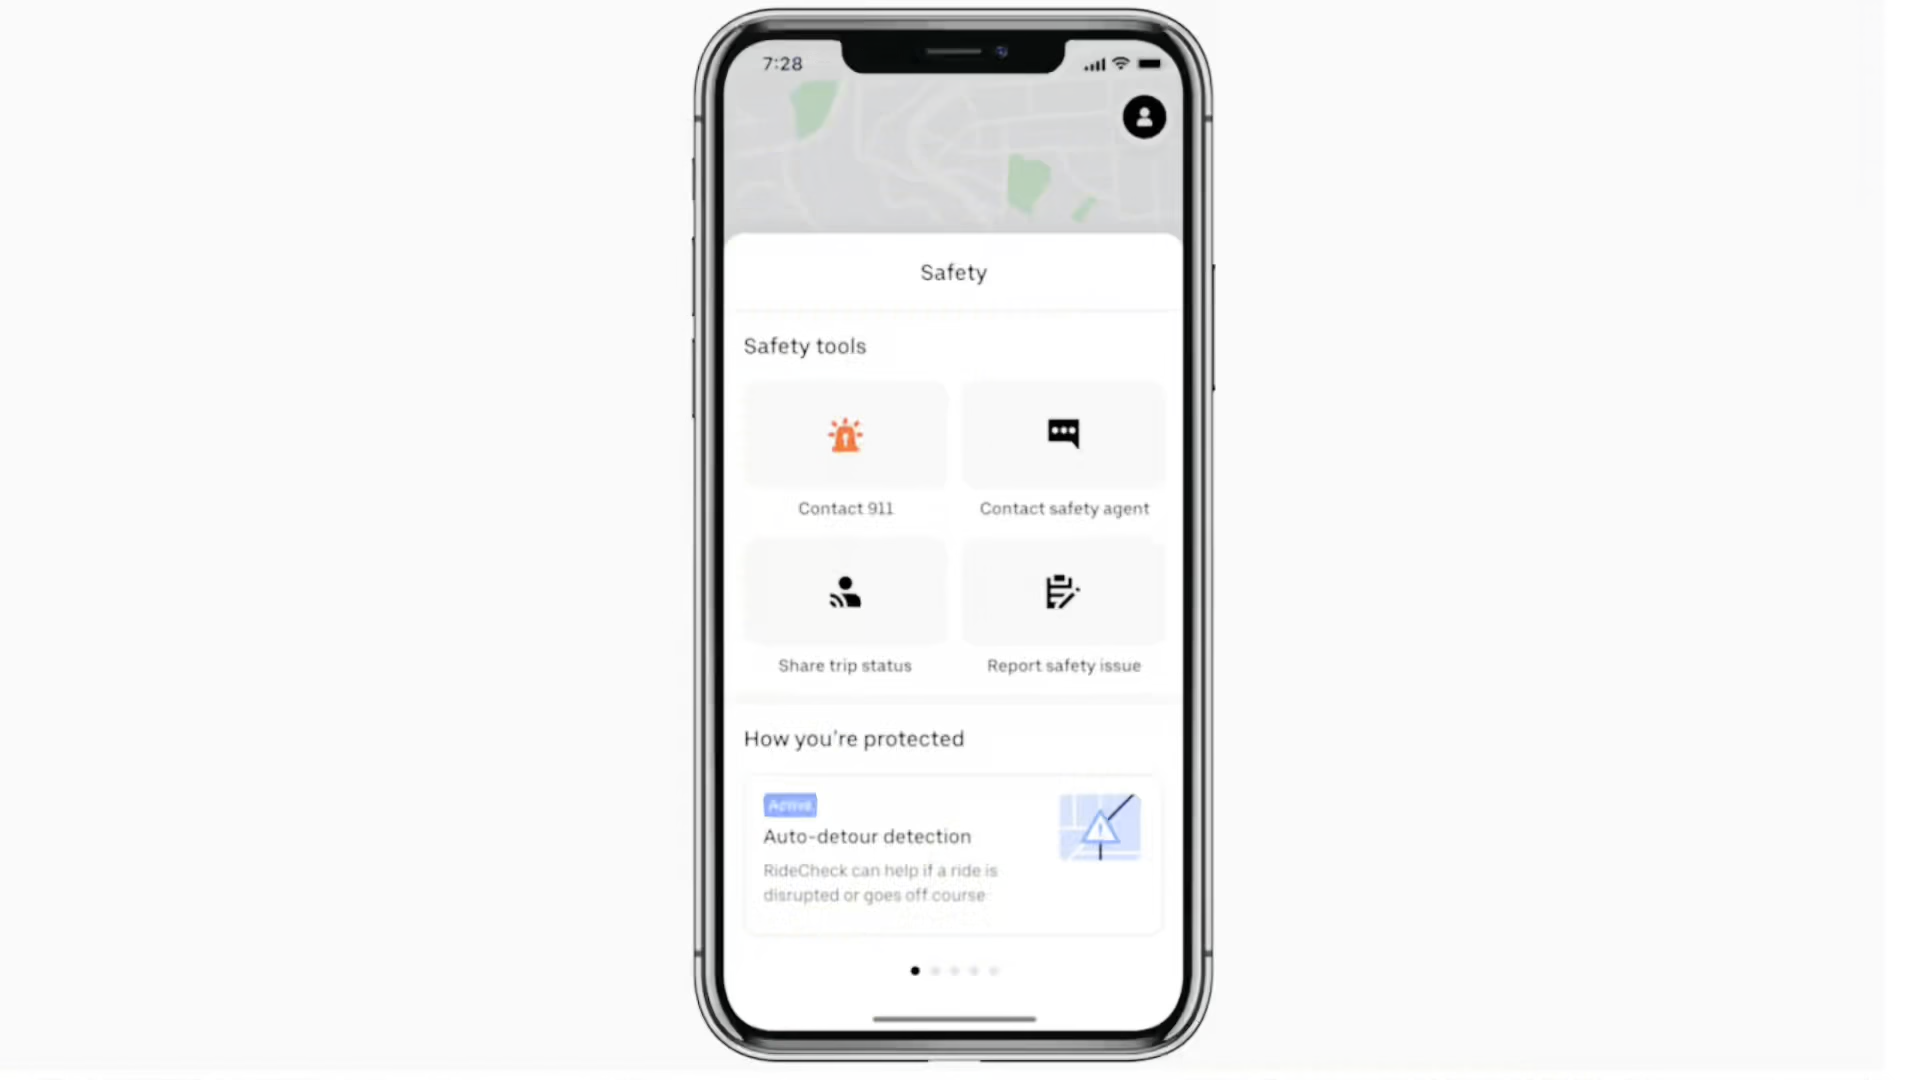 7:28
Safety
Safety tools
Contact 911
Contact safety agent
Share trip status
Report safety issue
How you're protected
Active
Auto-detour detection
RideCheck can help if a ride is
disrupted or goes off course